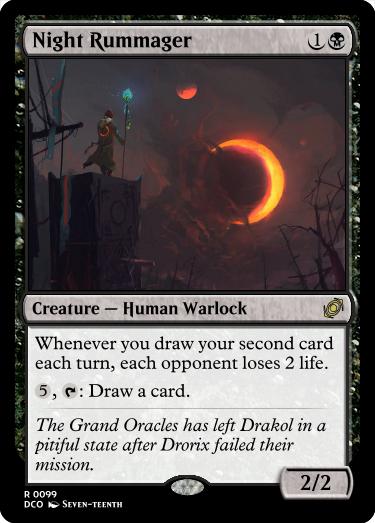 Night Rummager 1
Creature — Human Warlock
Whenever you draw your second card
each turn, each opponent loses 2 life.
5, : Draw a card.
The Grand Oracles has left Drakol in a
pitiful state after Drorix failed their
mission.
2/2
R 0099
DCO Seven-teenth